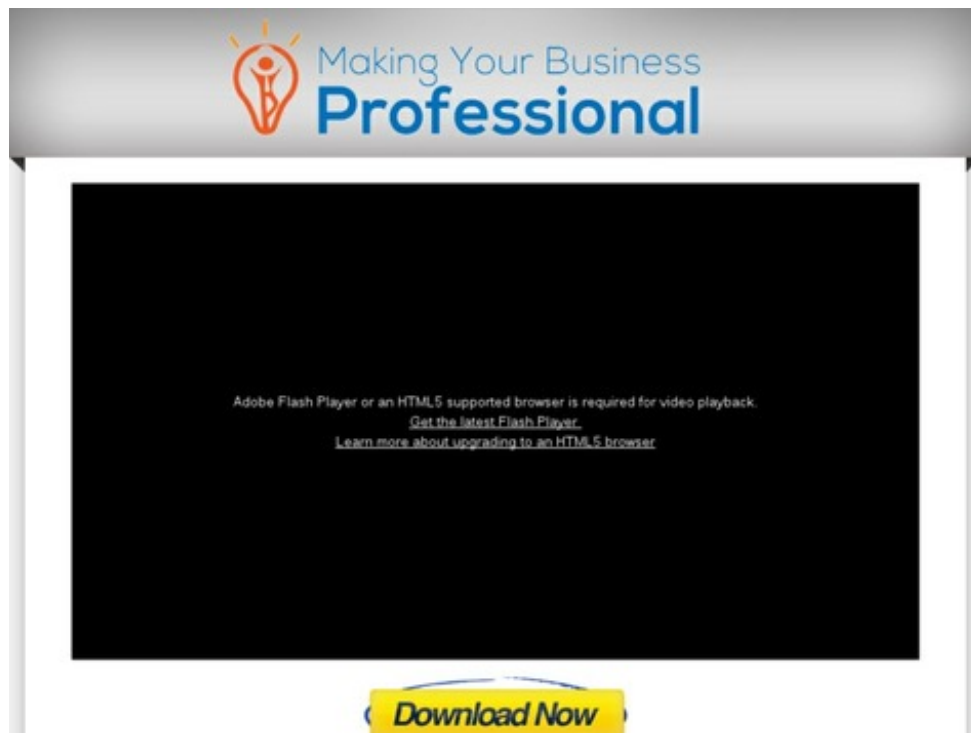 Making Your Business
Professional
Adobe Flash Player or an HTML5 supported browser is required for video playback.
Get the latest Flash Player
Learn more about upgrading to an HTML5 browser
Download Now